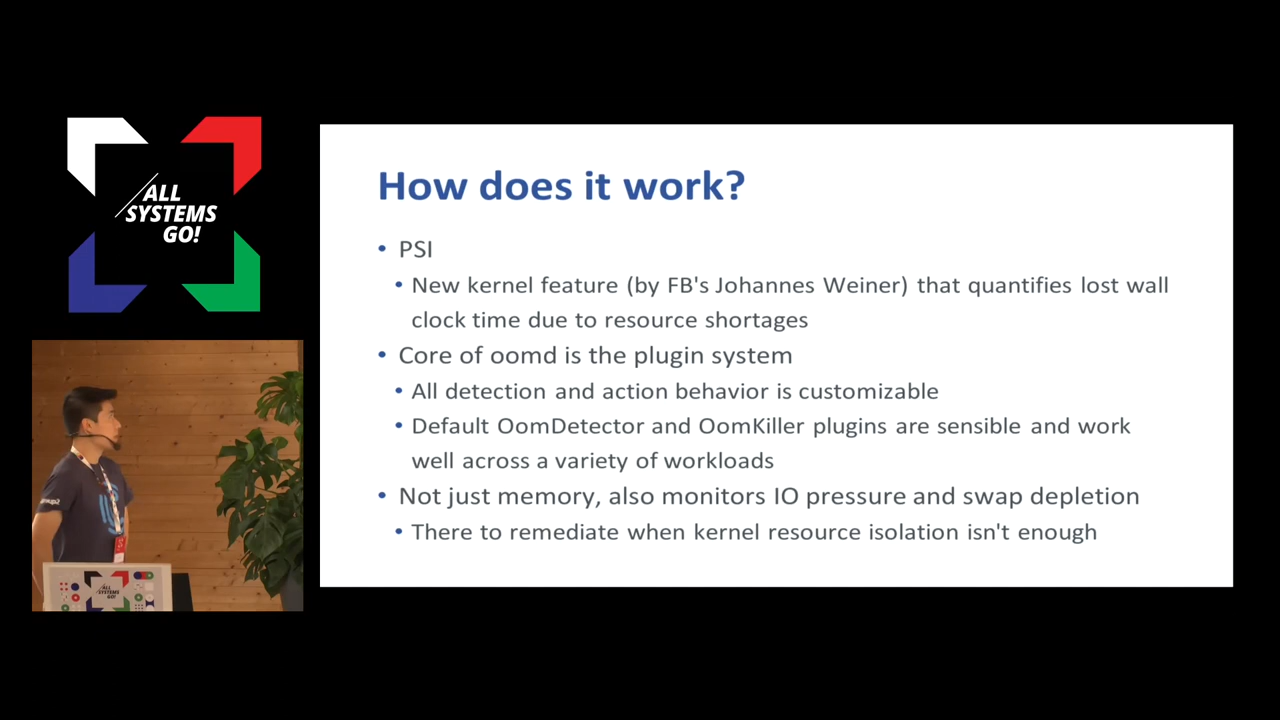 ALL
SYSTEMS
GO!
How does it work?
• PSI
• New kernel feature (by FB's Johannes Weiner) that quantifies lost wall
clock time due to resource shortages
• Core of oomd is the plugin system
• All detection and action behavior is customizable
• Default OomDetector and OomKiller plugins are sensible and work
well across a variety of workloads
• Not just memory, also monitors IO pressure and swap depletion
• There to remediate when kernel resource isolation isn't enough
ALL
SYSTEMS
GO!